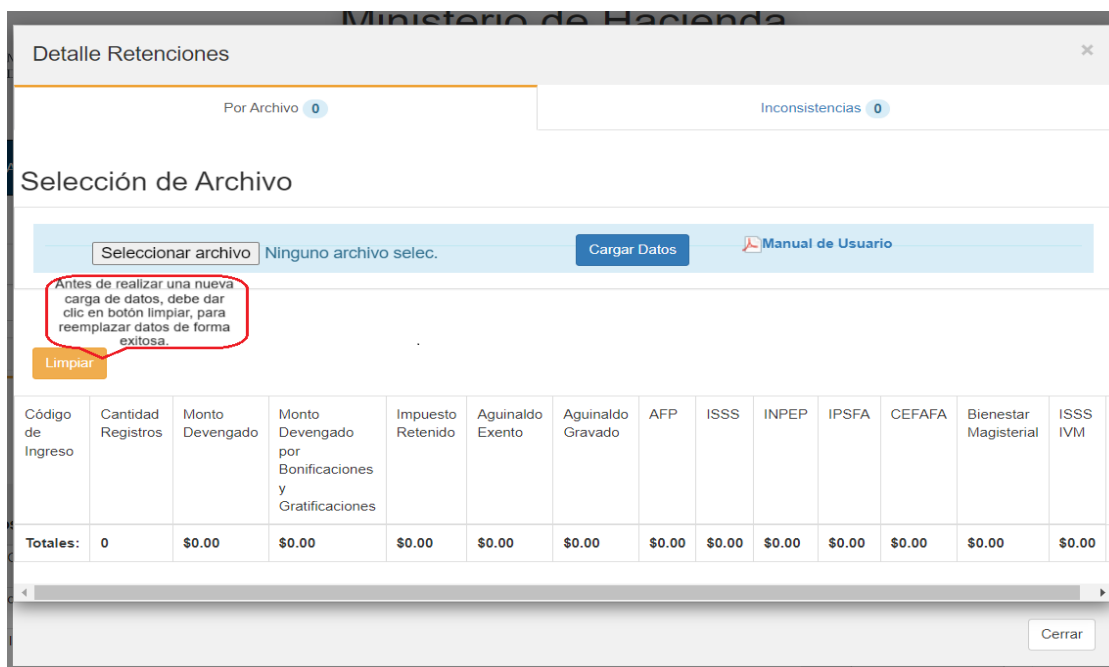 Ministerio de Hacienda
Detalle Retenciones ×
Por Archivo 0 Inconsistencias 0
Selección de Archivo
Seleccionar archivo Ninguno archivo selec. Cargar Datos Manual de Usuario
Antes de realizar una nueva
carga de datos, debe dar
clic en botón limpiar, para
reemplazar datos de forma
exitosa.
.
Limpiar
Código de Ingreso Cantidad Registros Monto Devengado Monto Devengado por Bonificaciones y Gratificaciones Impuesto Retenido Aguinaldo Exento Aguinaldo Gravado AFP ISSS INPEP IPSFA CEFAFA Bienestar Magisterial ISSS IVM
Totales: 0 $0.00 $0.00 $0.00 $0.00 $0.00 $0.00 $0.00 $0.00 $0.00 $0.00 $0.00 $0.00
Cerrar